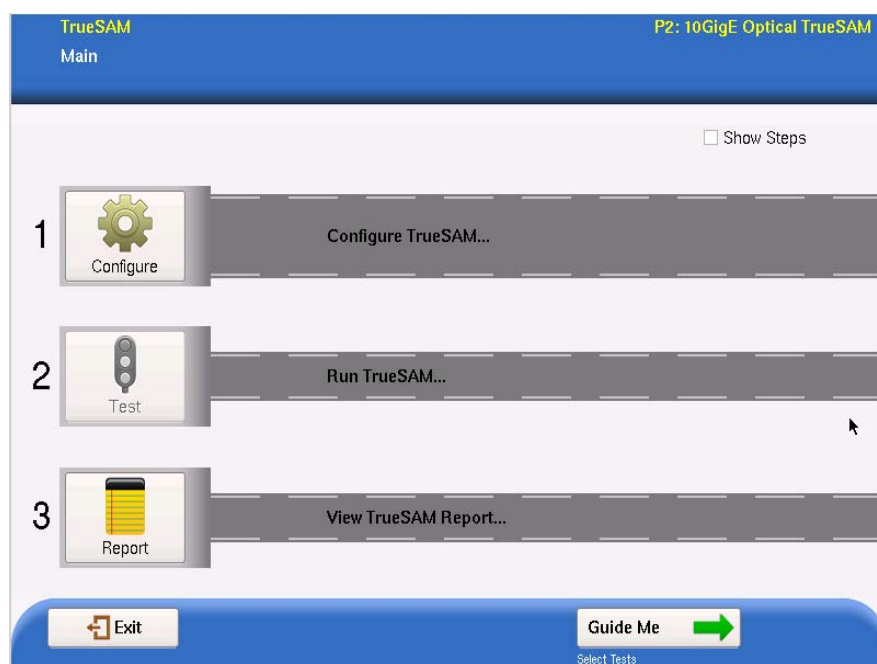 TrueSAM
P2: 10GigE Optical TrueSAM
Main
Show Steps
1
Configure
Configure TrueSAM...
2
Test
Run TrueSAM...
3
Report
View TrueSAM Report...
Exit
Guide Me
Select Tests